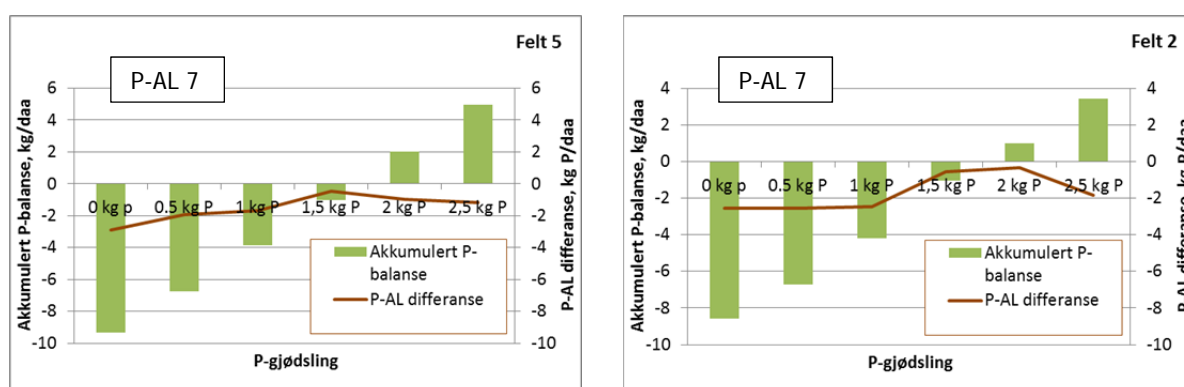 Felt 5
P-AL 7
Akkumulert P-balanse, kg/daa
6
4
2
0
-2
-4
-6
-8
-10
0 kg p
0.5 kg P
1 kg P
1,5 kg P
2 kg P
2,5 kg P
Akkumulert P-
balanse
P-AL differanse
6
4
2
0
-2
-4
-6
-8
-10
P-AL differanse, kg P/daa
P-gjødsling
Felt 2
P-AL 7
Akkumulert P-balanse, kg/daa
4
2
0
-2
-4
-6
-8
-10
0 kg p
0.5 kg P
1 kg P
1,5 kg P
2 kg P
2,5 kg P
Akkumulert P-
balanse
P-AL differanse
4
2
0
-2
-4
-6
-8
-10
P-AL differanse, kg P/daa
P-gjødsling